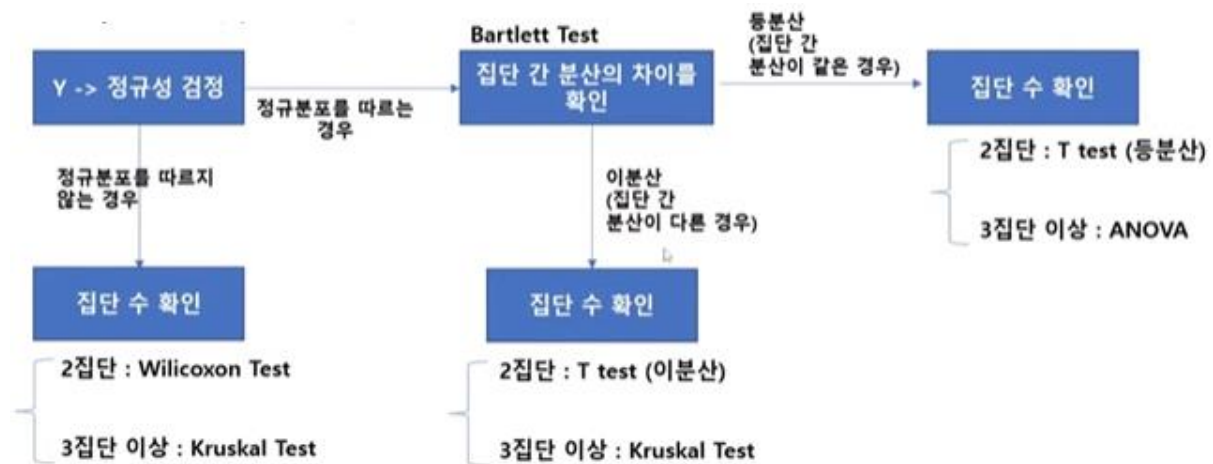 Bartlett Test
등분산
(집단 간
분산이 같은 경우)
Y -> 정규성 검정
정규분포를 따르는
경우
집단 간 분산의 차이를
확인
집단 수 확인
2집단 : T test (등분산)
3집단 이상 : ANOVA
정규분포를 따르지
않는 경우
이분산
(집단 간
분산이 다른 경우)
집단 수 확인
2집단 : Wilicoxon Test
3집단 이상 : Kruskal Test
집단 수 확인
2집단 : T test (이분산)
3집단 이상 : Kruskal Test